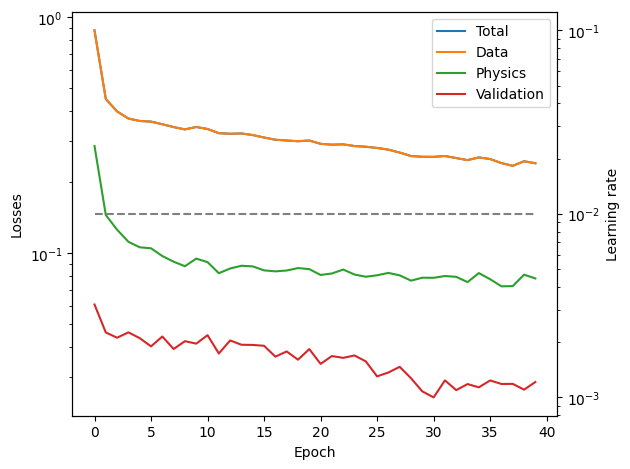 10⁰
10⁻¹
Losses
0
5
10
15
20
25
30
35
40
Epoch
10⁻¹
10⁻²
10⁻³
Learning rate
Total
Data
Physics
Validation